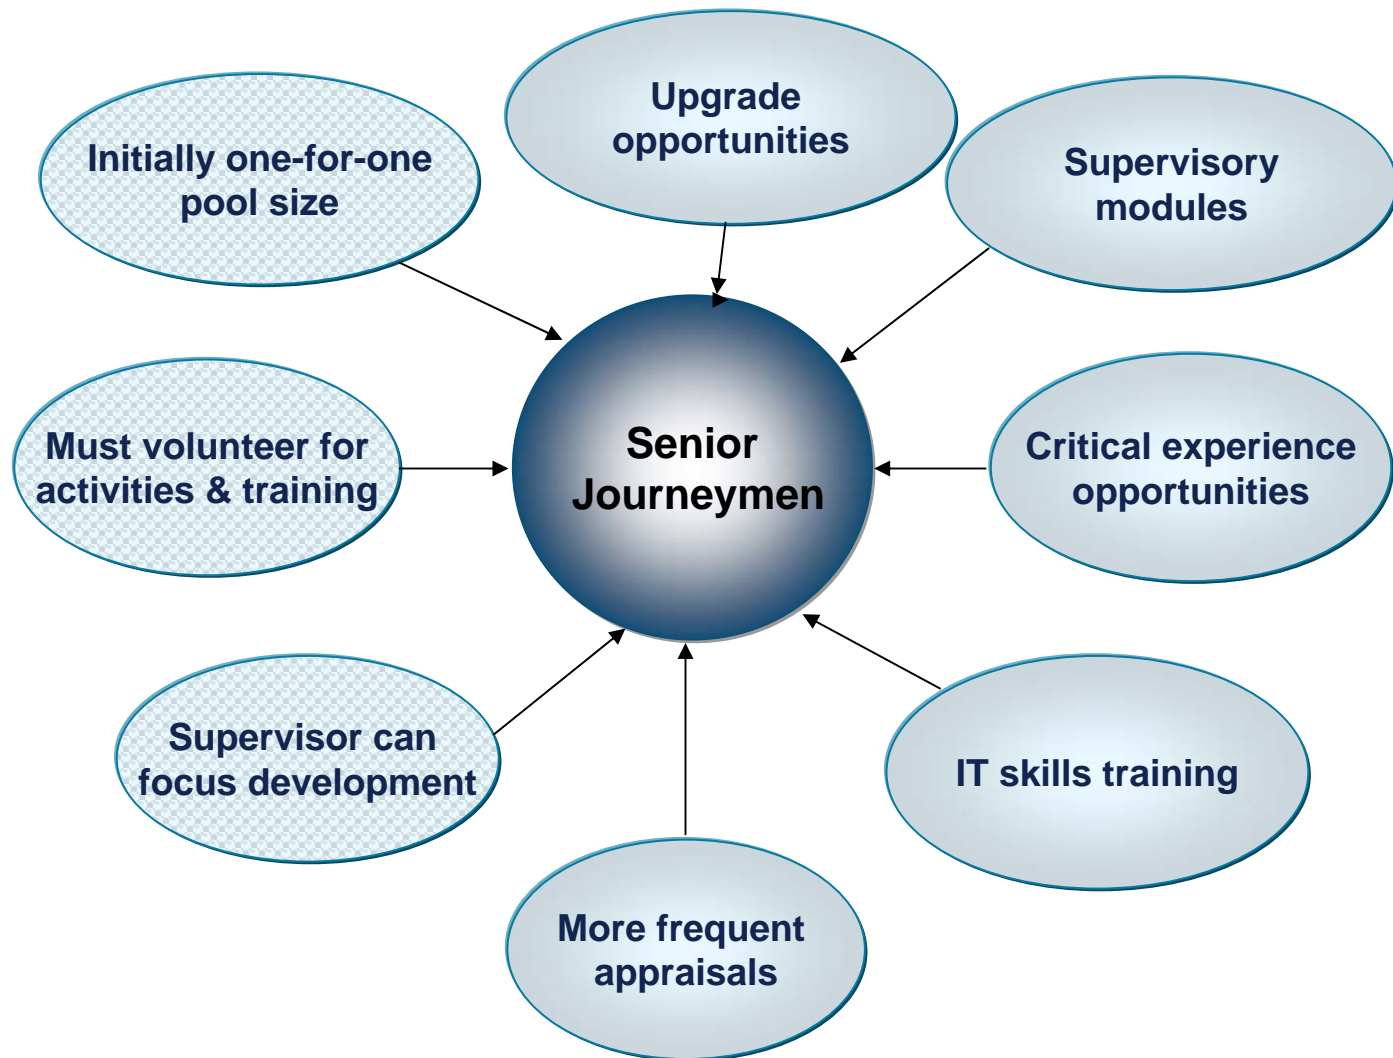 Upgrade
opportunities
Initially one-for-one
pool size
Supervisory
modules
Must volunteer for
activities & training
Senior
Journeymen
Critical experience
opportunities
Supervisor can
focus development
IT skills training
More frequent
appraisals